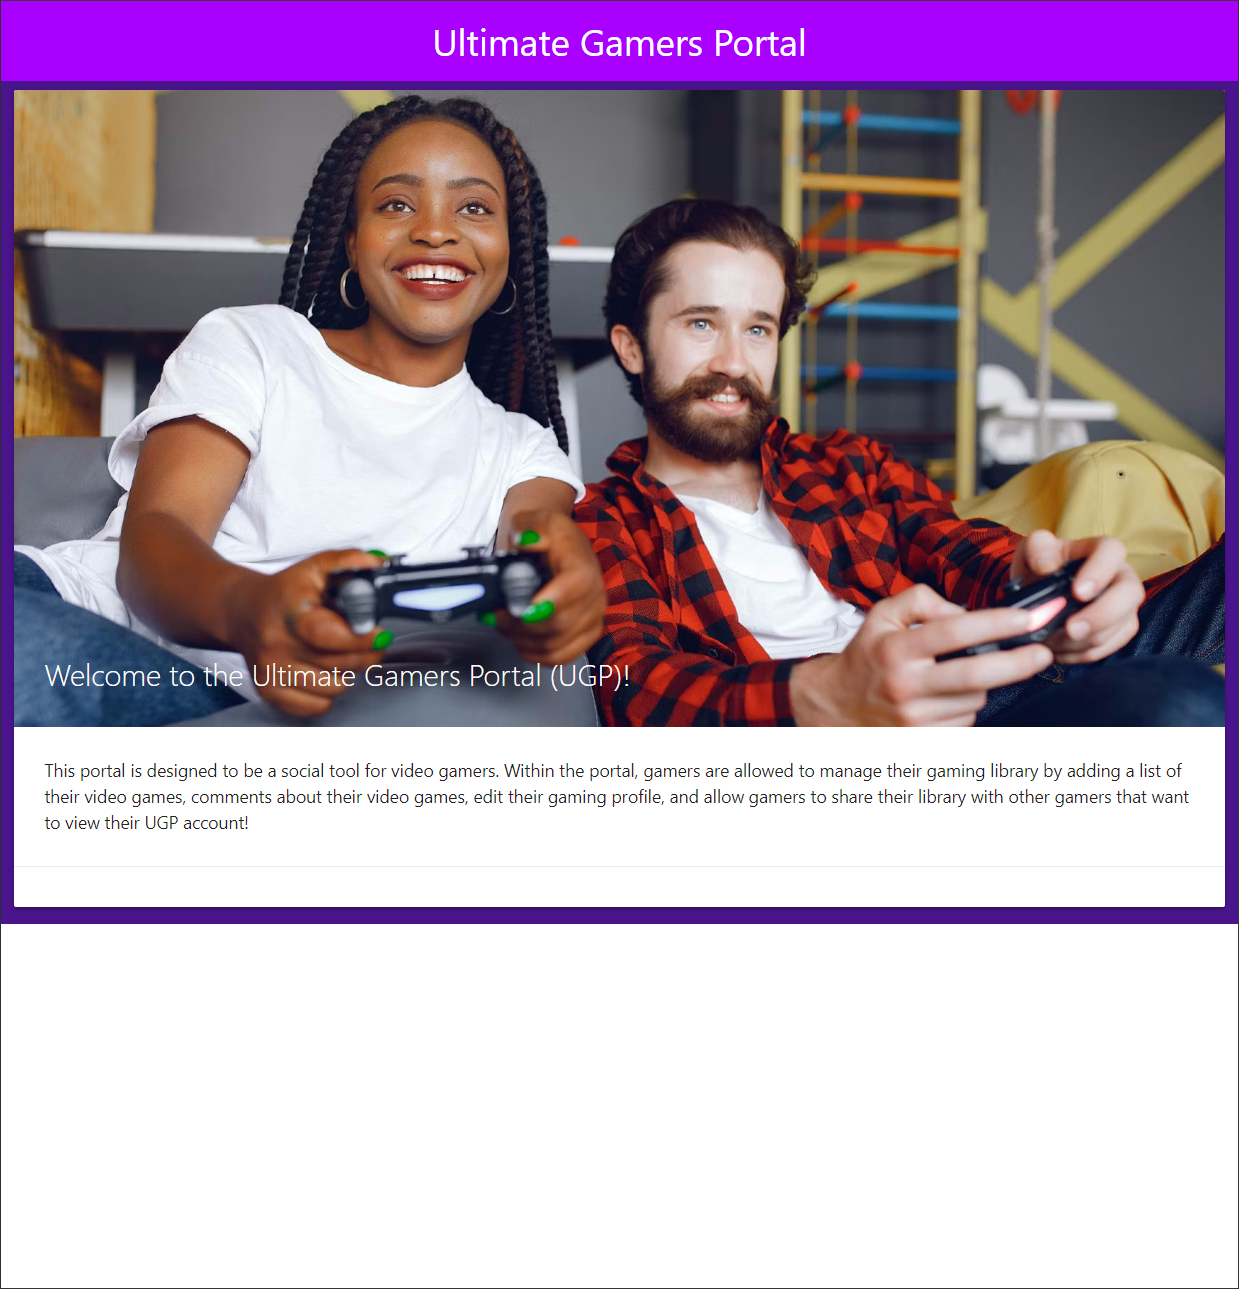 Ultimate Gamers Portal
Welcome to the Ultimate Gamers Portal (UGP)!
This portal is designed to be a social tool for video gamers. Within the portal, gamers are allowed to manage their gaming library by adding a list of
their video games, comments about their video games, edit their gaming profile, and allow gamers to share their library with other gamers that want
to view their UGP account!